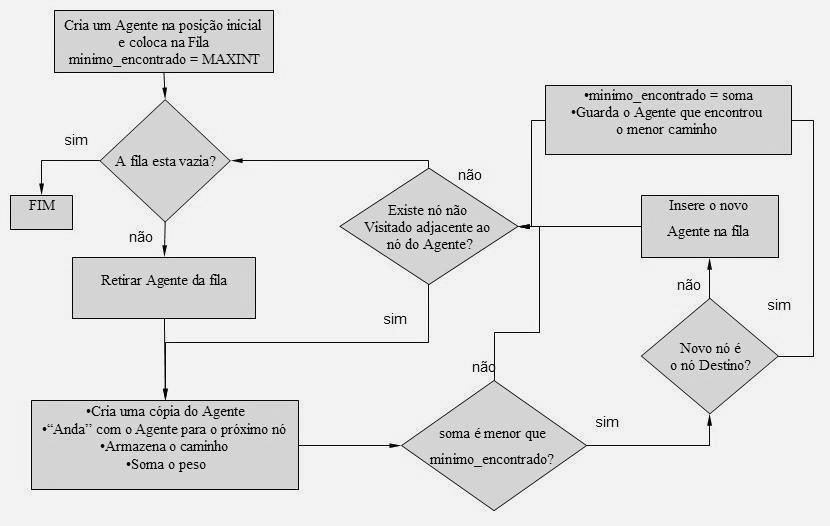 Cria um Agente na posição inicial
e coloca na Fila
minimo_encontrado = MAXINT
sim
A fila esta vazia?
FIM
não
Retirar Agente da fila
•Cria uma cópia do Agente
•“Anda” com o Agente para o próximo nó
•Armazena o caminho
•Soma o peso
não
Existe nó não
Visitado adjacente ao
nó do Agente?
sim
não
soma é menor que
minimo_encontrado?
sim
•minimo_encontrado = soma
•Guarda o Agente que encontrou
o menor caminho
Insere o novo
Agente na fila
não
sim
Novo nó é
o nó Destino?